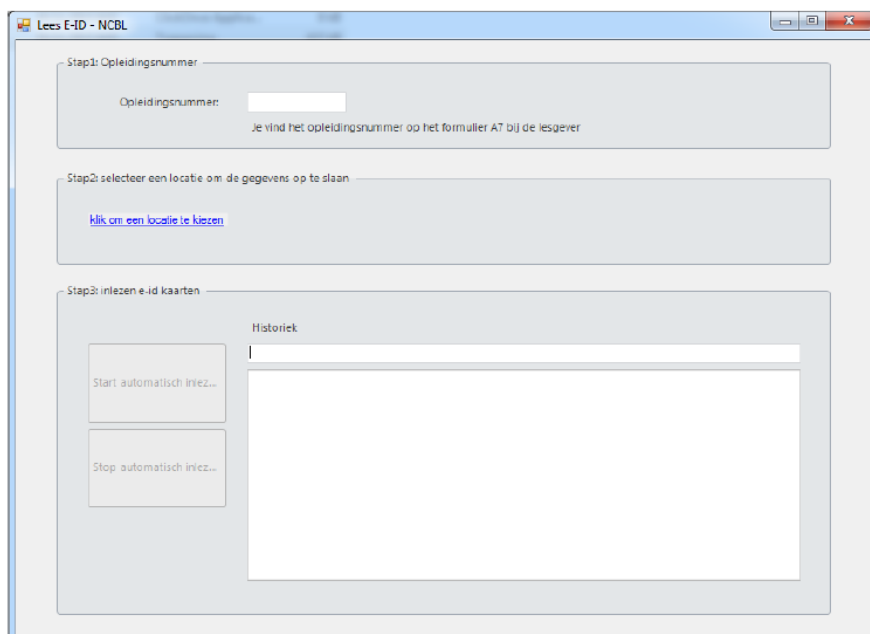 Lees E-ID - NCBL
Stap1: Opleidingsnummer
Opleidingsnummer:
Je vind het opleidingsnummer op het formulier A7 bij de lesgever
Stap2: selecteer een locatie om de gegevens op te slaan
klik om een locatie te kiezen
Stap3: inlezen e-id kaarten
Historiek
Start automatisch inlez...
Stop automatisch inlez...